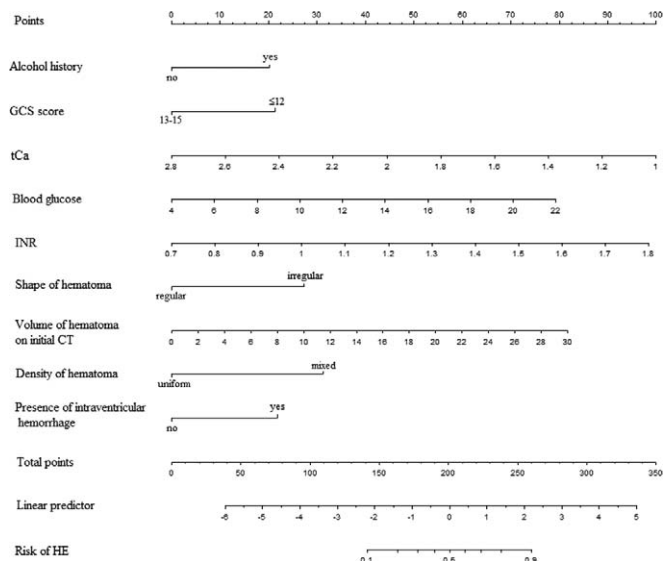 Points
0 10 20 30 40 50 60 70 80 90 100
yes
Alcohol history
no
≤12
GCS score
13-15
tCa
2.8 2.6 2.4 2.2 2 1.8 1.6 1.4 1.2 1
Blood glucose
4 6 8 10 12 14 16 18 20 22
INR
0.7 0.8 0.9 1 1.1 1.2 1.3 1.4 1.5 1.6 1.7 1.8
irregular
Shape of hematoma
regular
Volume of hematoma
on initial CT
0 2 4 6 8 10 12 14 16 18 20 22 24 26 28 30
mixed
Density of hematoma
uniform
Presence of intraventricular
yes
hemorrhage
no
Total points
0 50 100 150 200 250 300 350
Linear predictor
-6 -5 -4 -3 -2 -1 0 1 2 3 4 5
Risk of HE
0.1 0.5 0.9